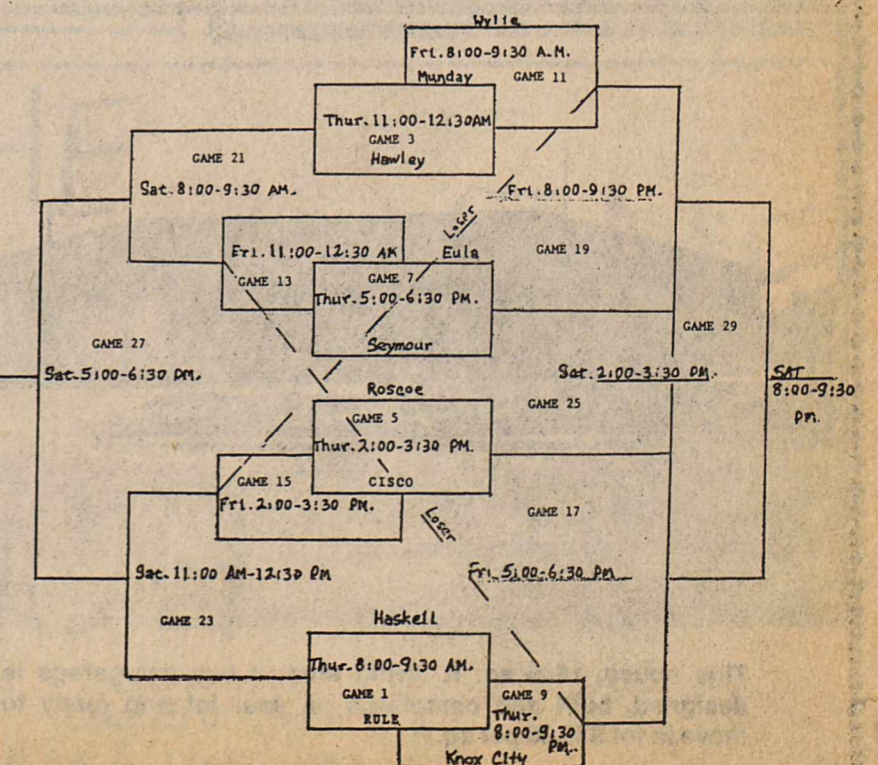 Wylie
Fri. 8:00-9:30 A.M.
Munday GAME 11
Thur. 11:00-12:30AM
GAME 3
Hawley
GAME 21
Sat. 8:00-9:30 AM.
Fri. 8:00-9:30 PM.
Loser
Fri. 11:00-12:30 AM
Eula
GAME 19
GAME 13
GAME 7
Thur. 5:00-6:30 PM.
Seymour
GAME 29
GAME 27
Sat. 5:00-6:30 PM.
Sat. 2:00-3:30 PM.
SAT
8:00-9:30
Pm.
Roscoe
GAME 25
GAME 5
Thur. 2:00-3:30 PM.
CISCO
GAME 15
Fri. 2:00-3:30 PM.
Loser
GAME 17
Sat. 11:00 AM-12:30 PM
Fri. 5:00-6:30 PM
GAME 23
Haskell
Thur. 8:00-9:30 AM.
GAME 1
RULE
GAME 9
Thur.
8:00-9:30
PM.
Knox City